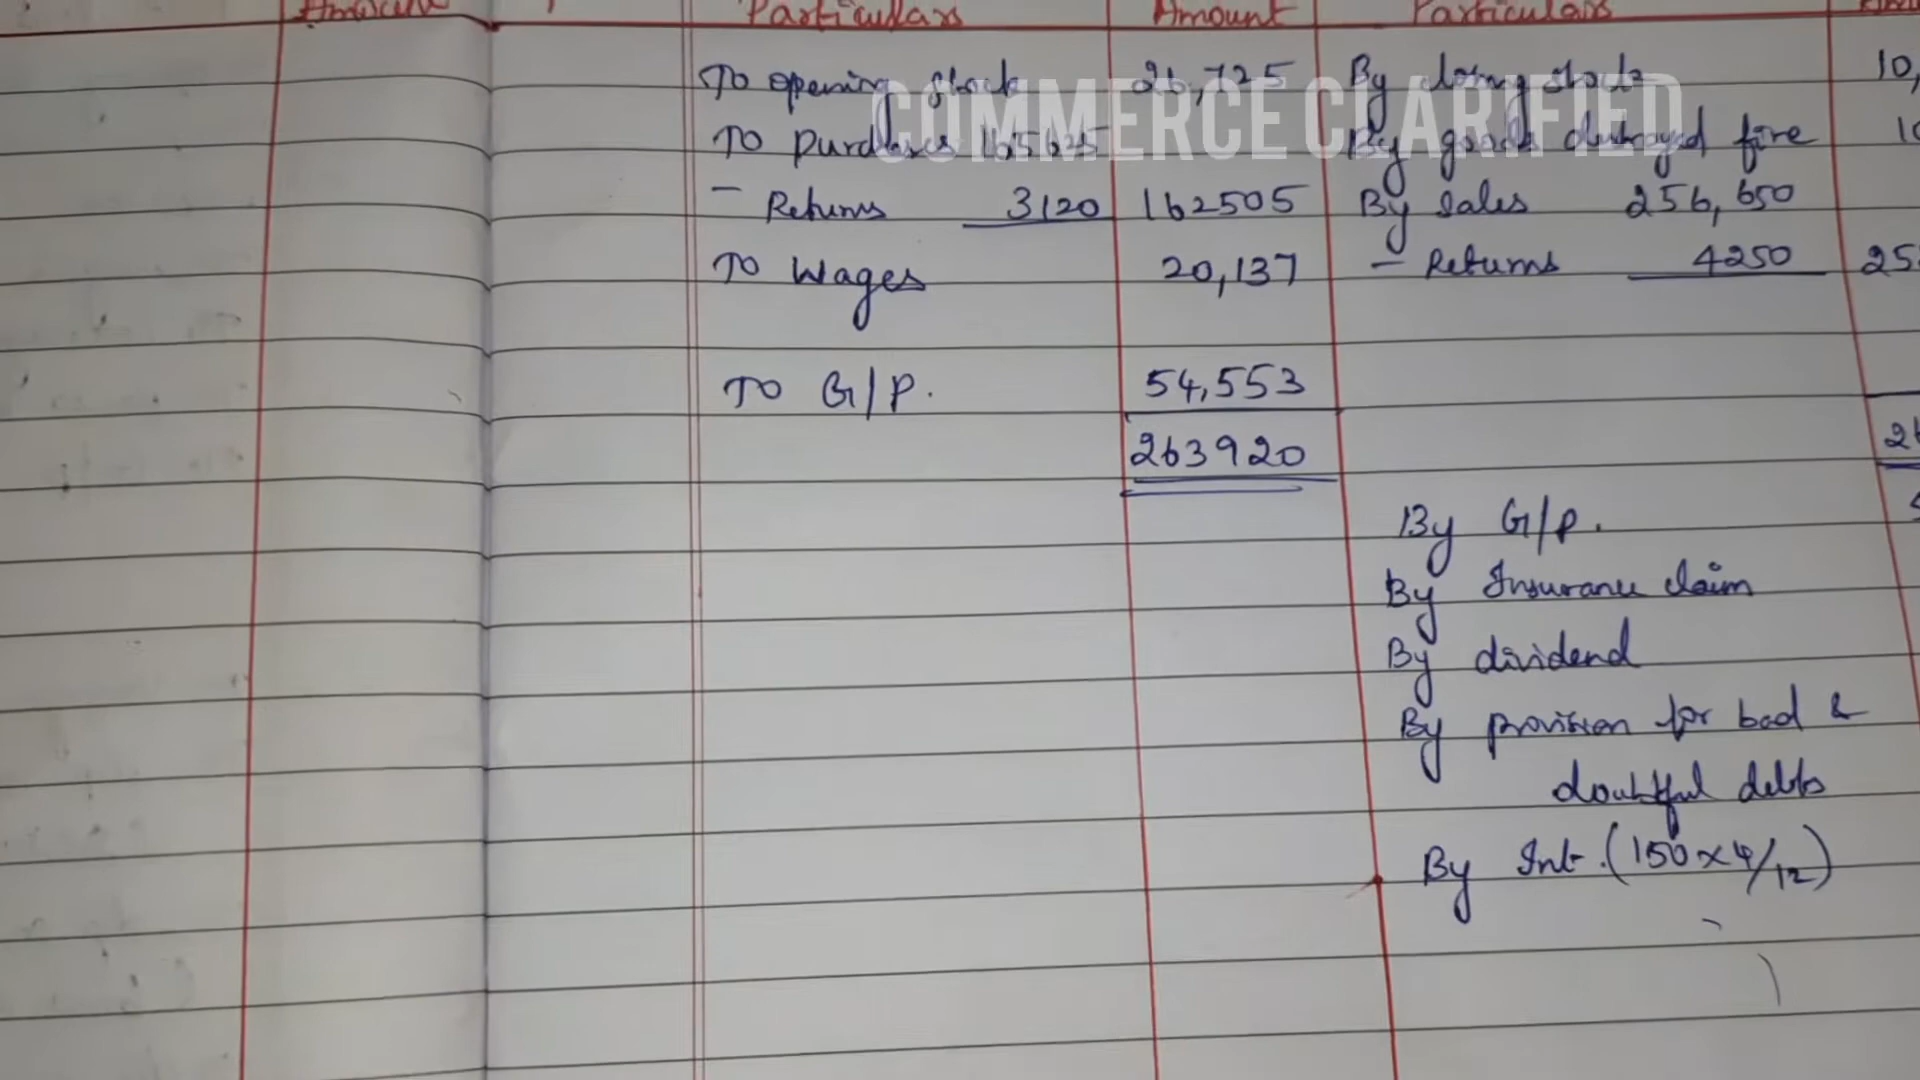 Amount Particulars Amount Particulars
To opening stock 26,725 By closing stock 10,
COMMERCE CLARIFIED
To Purchases 165625 By goods destroyed fire 10
- Returns 3120 162505 By Sales 256,650
To Wages 20,137 - Returns 4250 25
To G/P. 54,553
263920 26
By G/P. 5
By Insurance claim
By dividend
By provision for bad &
doubtful debts
By Int. (150×4/12)